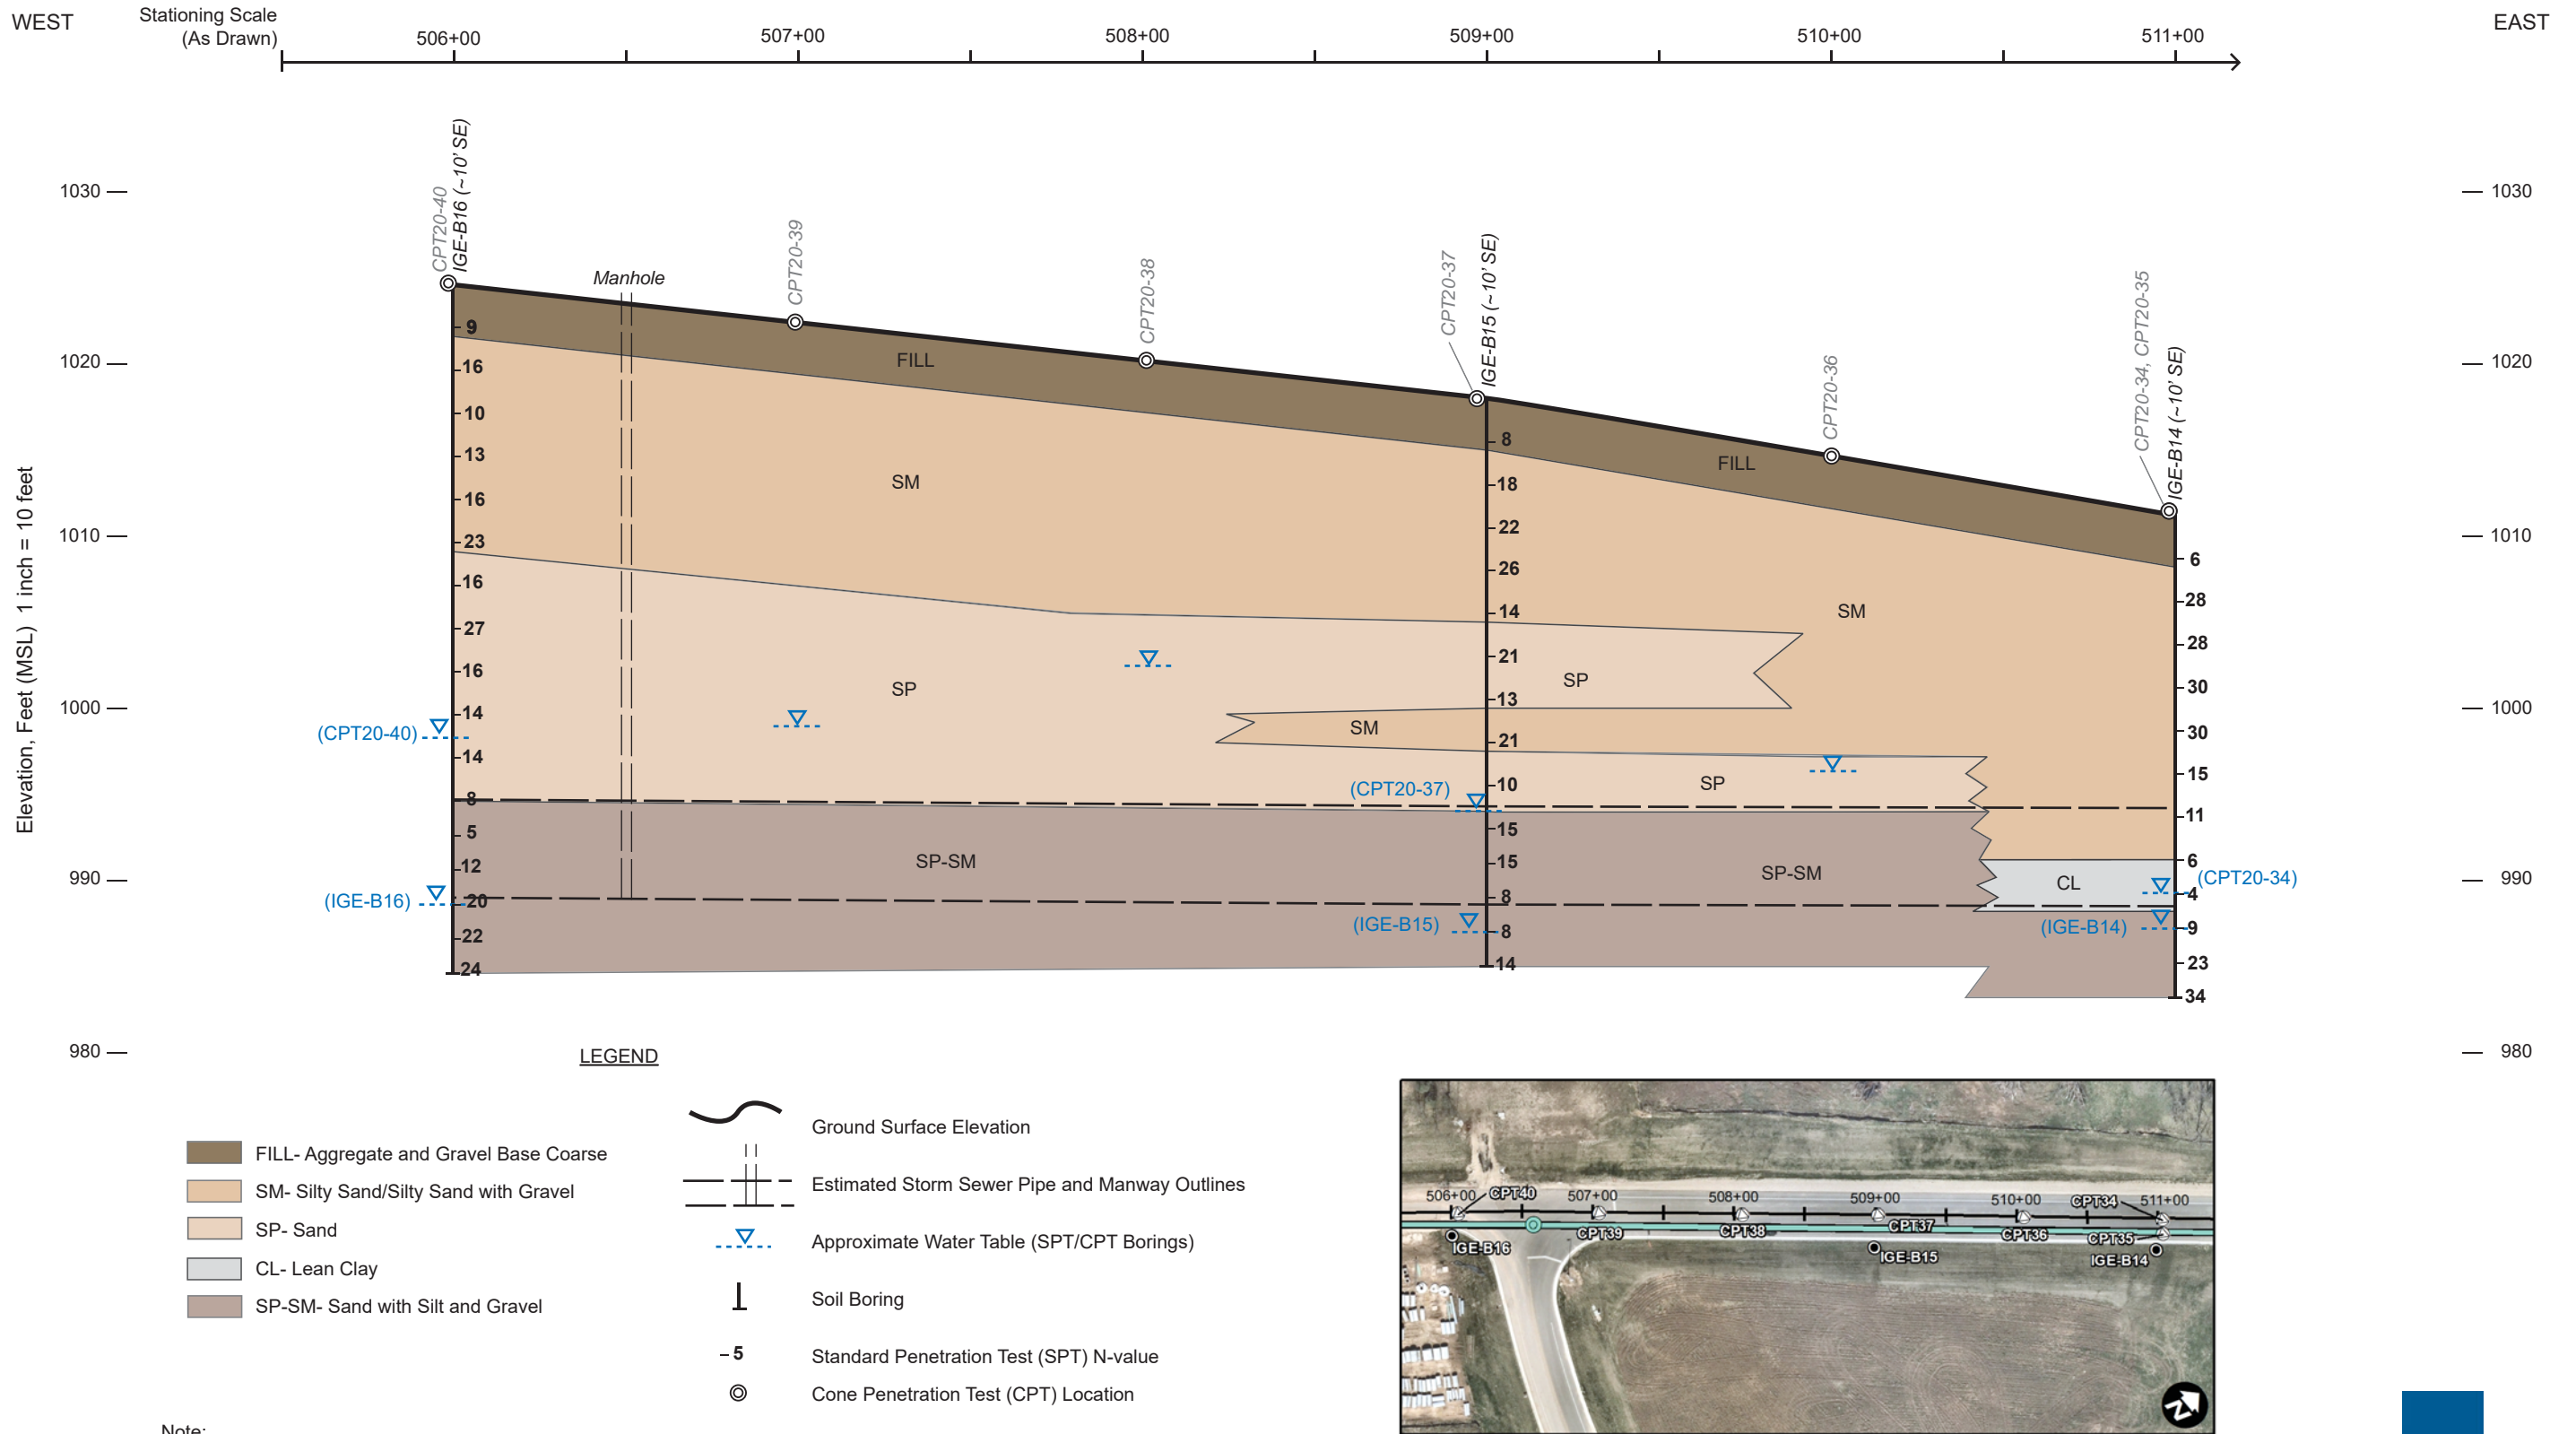 WEST
Stationing Scale
(As Drawn)
506+00
507+00
508+00
509+00
510+00
511+00
EAST
Elevation, Feet (MSL)  1 inch = 10 feet
1030
1020
1010
1000
990
980
1030
1020
1010
1000
990
980
CPT20-40
IGE-B16 (~10' SE)
Manhole
CPT20-39
CPT20-38
CPT20-37
IGE-B15 (~10' SE)
CPT20-36
CPT20-34, CPT20-35
IGE-B14 (~10' SE)
9
16
10
13
16
23
16
27
16
14
14
8
5
12
20
22
24
8
18
22
26
14
21
13
21
10
15
15
8
8
14
6
28
28
30
30
15
11
6
4
9
23
34
FILL
FILL
SM
SM
SP
SP
SM
SP
SP-SM
SP-SM
CL
(CPT20-40)
(IGE-B16)
(CPT20-37)
(IGE-B15)
(CPT20-34)
(IGE-B14)
LEGEND
FILL- Aggregate and Gravel Base Coarse
SM- Silty Sand/Silty Sand with Gravel
SP- Sand
CL- Lean Clay
SP-SM- Sand with Silt and Gravel
Ground Surface Elevation
Estimated Storm Sewer Pipe and Manway Outlines
Approximate Water Table (SPT/CPT Borings)
Soil Boring
5
Standard Penetration Test (SPT) N-value
Cone Penetration Test (CPT) Location
506+00
CPT40
507+00
508+00
509+00
510+00
CPT34
511+00
CPT39
CPT38
CPT37
CPT36
CPT35
IGE-B16
IGE-B15
IGE-B14
N
Note: